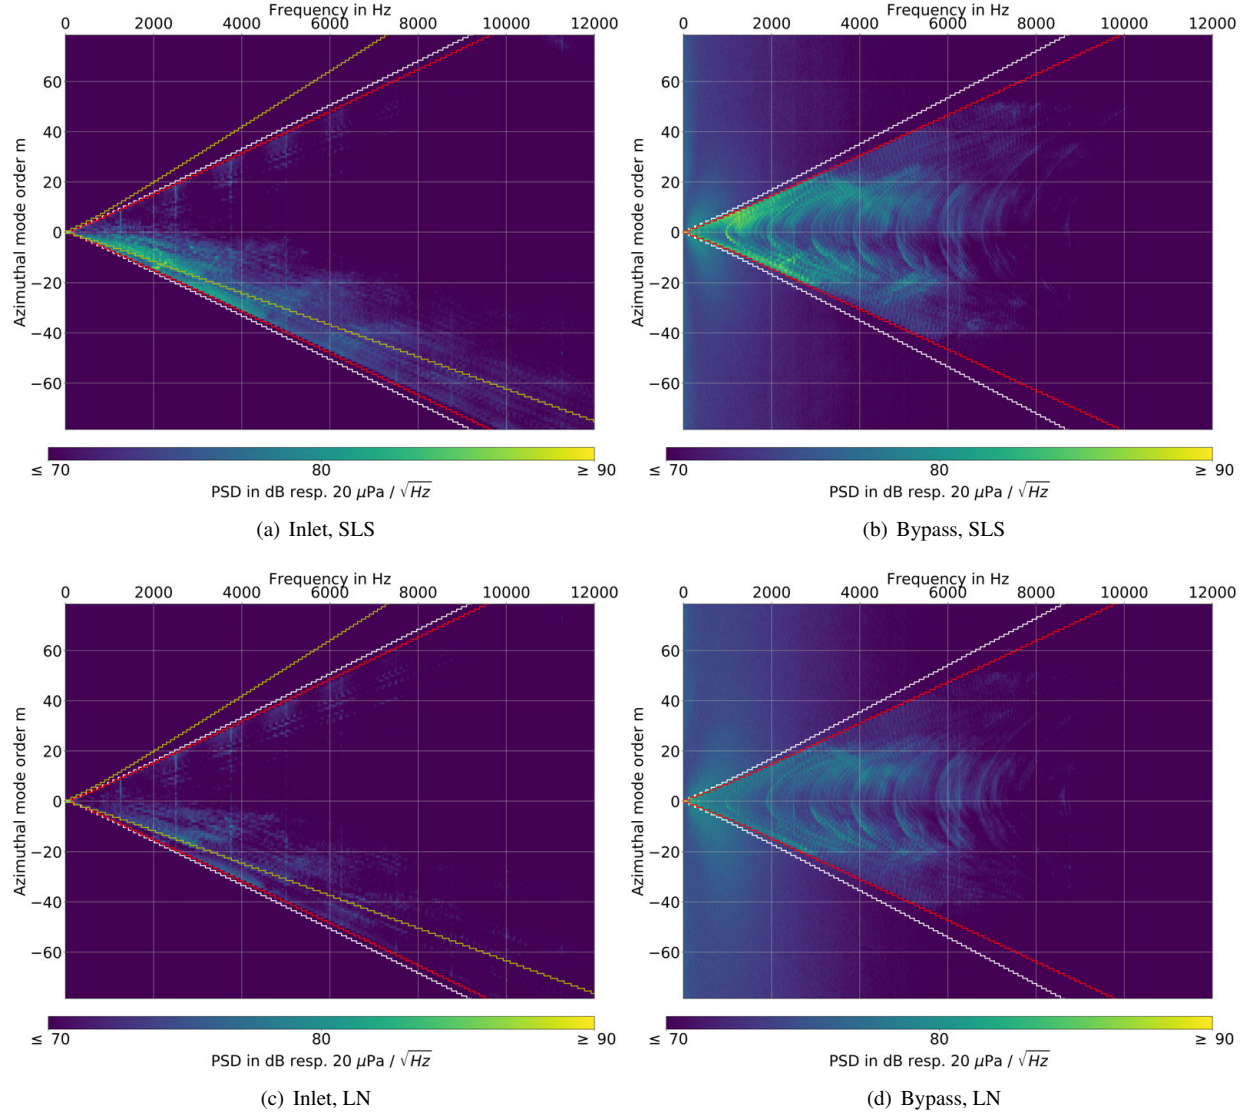 Frequency in Hz
0 2000 4000 6000 8000 10000 12000
Azimuthal mode order m
60
40
20
0
−20
−40
−60
≤ 70 80 ≥ 90
PSD in dB resp. 20 μPa / √Hz
(a) Inlet, SLS
Frequency in Hz
0 2000 4000 6000 8000 10000 12000
Azimuthal mode order m
60
40
20
0
−20
−40
−60
≤ 70 80 ≥ 90
PSD in dB resp. 20 μPa / √Hz
(b) Bypass, SLS
Frequency in Hz
0 2000 4000 6000 8000 10000 12000
Azimuthal mode order m
60
40
20
0
−20
−40
−60
≤ 70 80 ≥ 90
PSD in dB resp. 20 μPa / √Hz
(c) Inlet, LN
Frequency in Hz
0 2000 4000 6000 8000 10000 12000
Azimuthal mode order m
60
40
20
0
−20
−40
−60
≤ 70 80 ≥ 90
PSD in dB resp. 20 μPa / √Hz
(d) Bypass, LN